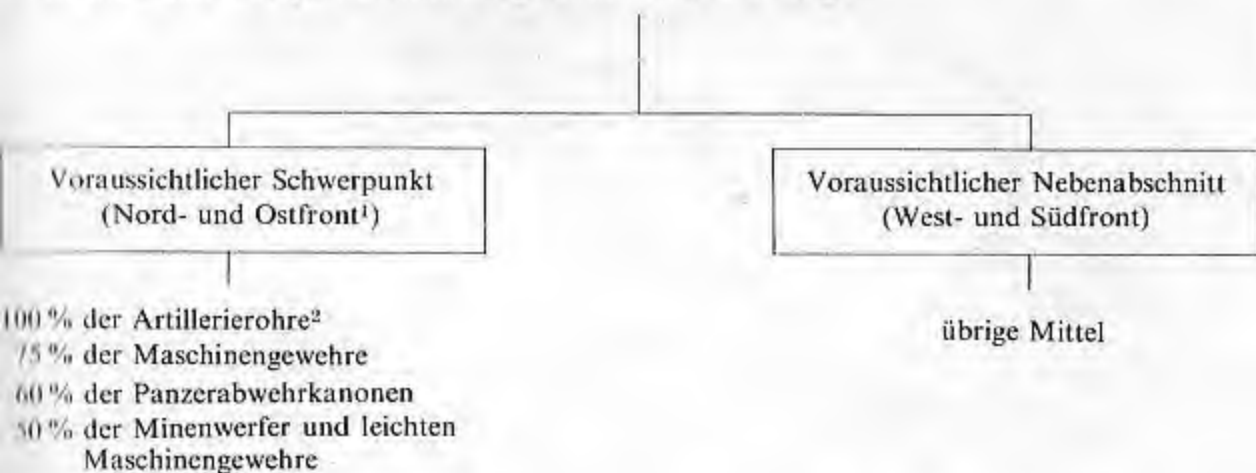 Voraussichtlicher Schwerpunkt
(Nord- und Ostfront¹)
100% der Artillerierohre²
75% der Maschinengewehre
60% der Panzerabwehrkanonen
der Minenwerfer und leichten
Maschinengewehre
Voraussichtlicher Nebenabschnitt
(West- und Südfront)
übrige Mittel